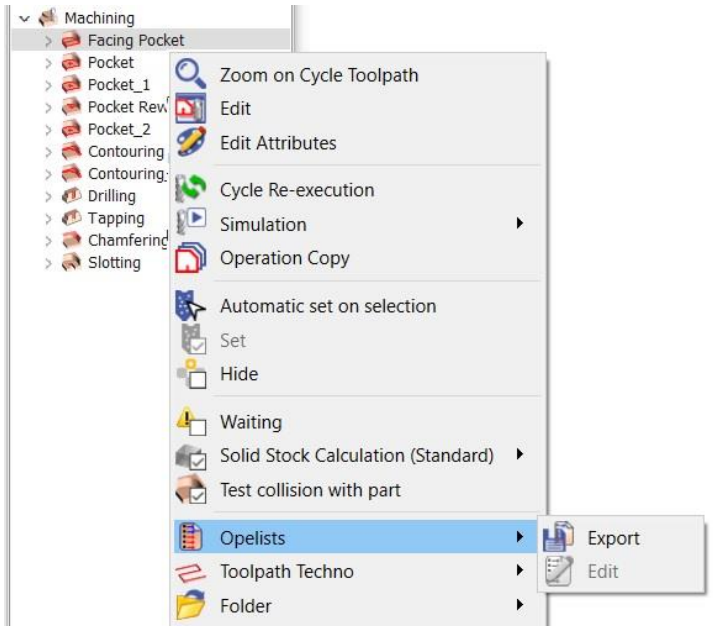 Machining
Facing Pocket
Pocket
Pocket_1
Pocket Rew
Pocket_2
Contouring
Contouring
Drilling
Tapping
Chamfering
Slotting
Zoom on Cycle Toolpath
Edit
Edit Attributes
Cycle Re-execution
Simulation
Operation Copy
Automatic set on selection
Set
Hide
Waiting
Solid Stock Calculation (Standard)
Test collision with part
Opelists
Toolpath Techno
Folder
Export
Edit